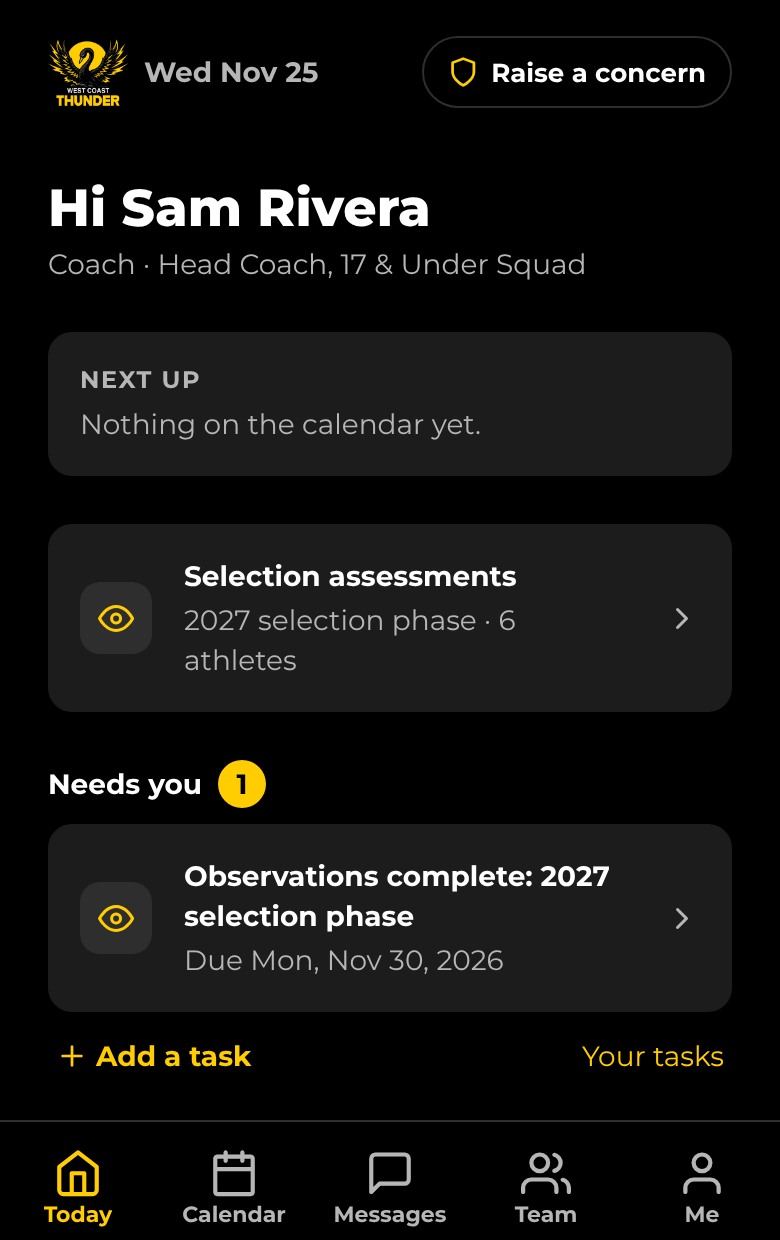 WEST COAST
THUNDER
Wed Nov 25
Raise a concern
Hi Sam Rivera
Coach · Head Coach, 17 & Under Squad
NEXT UP
Nothing on the calendar yet.
Selection assessments
2027 selection phase · 6
athletes
Needs you 1
Observations complete: 2027
selection phase
Due Mon, Nov 30, 2026
+ Add a task
Your tasks
Today
Calendar
Messages
Team
Me